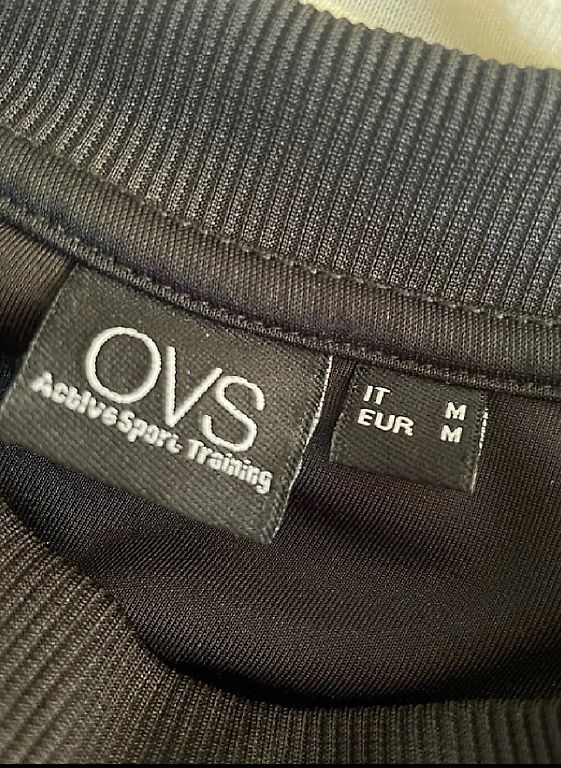 OVS
Active Sport Training
IT M
EUR M